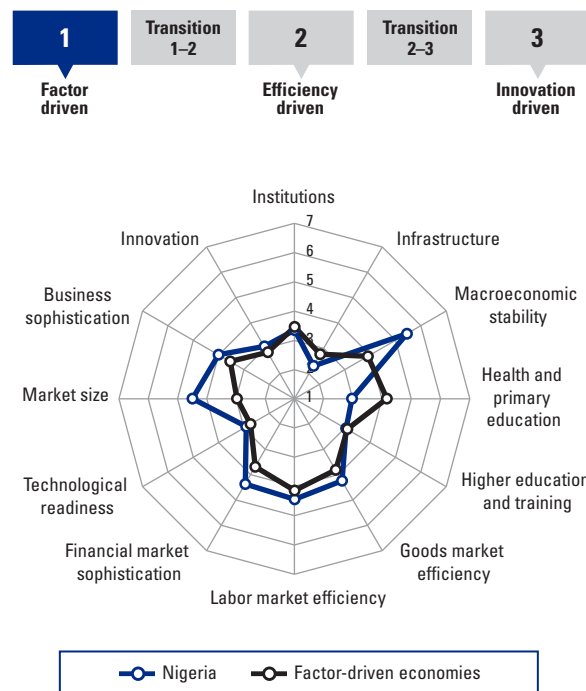 1
Transition
1–2
2
Transition
2–3
3
Factor
driven
Efficiency
driven
Innovation
driven
Institutions
7
Innovation
6
Infrastructure
5
Business
sophistication
4
Macroeconomic
stability
3
2
Market size
1
Health and
primary
education
Technological
readiness
Higher education
and training
Financial market
sophistication
Goods market
efficiency
Labor market efficiency
Nigeria
Factor-driven economies